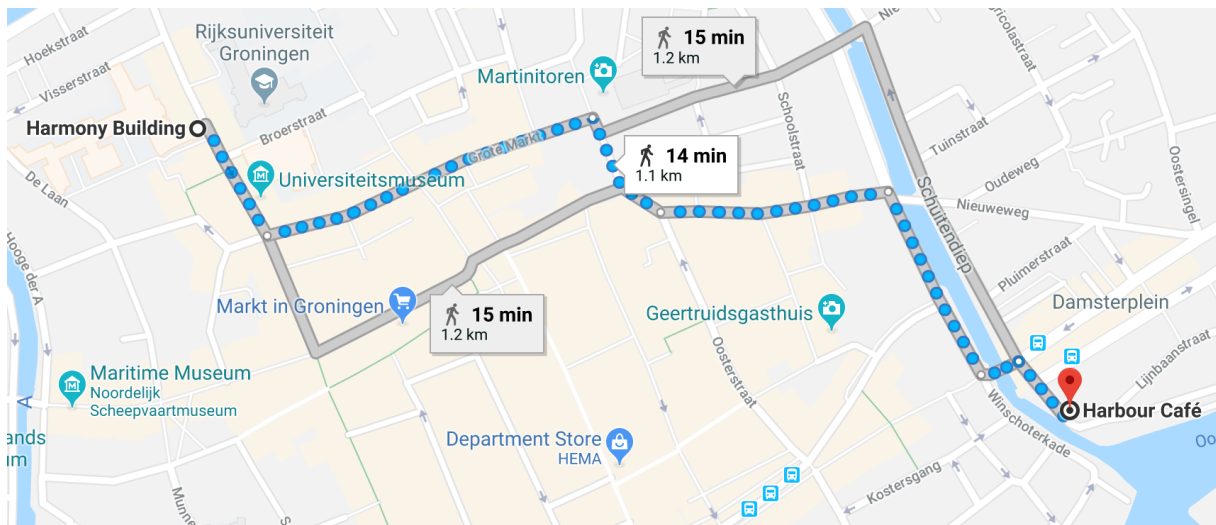 Hoekstraat
Visserstraat
Rijksuniversiteit
Groningen
Martinitoren
15 min
1.2 km
Schoolstraat
Tuinstraat
Oostersingel
Harmony Building
Broerstraat
Grote Markt
14 min
1.1 km
Oudeweg
De Laan
Universiteitsmuseum
Schuitendiep
Nieuweweg
Hooge der A
Pluimerstraat
Markt in Groningen
15 min
1.2 km
Geertruidsgasthuis
Damsterplein
Oosterstraat
Lijnbaanstraat
Maritime Museum
Noordelijk
Scheepvaartmuseum
A
Harbour Café
Winschoterkade
Department Store
HEMA
Kostersgang